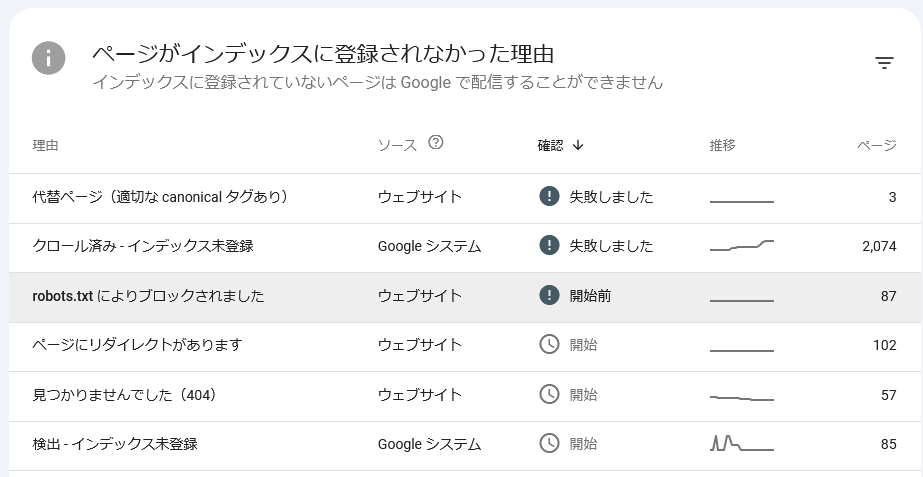 ページがインデックスに登録されなかった理由
インデックスに登録されていないページは Google で配信することができません
理由 ソース 確認 推移 ページ
代替ページ（適切な canonical タグあり） ウェブサイト 失敗しました 3
クロール済み - インデックス未登録 Google システム 失敗しました 2,074
robots.txt によりブロックされました ウェブサイト 開始前 87
ページにリダイレクトがあります ウェブサイト 開始 102
見つかりませんでした（404） ウェブサイト 開始 57
検出 - インデックス未登録 Google システム 開始 85